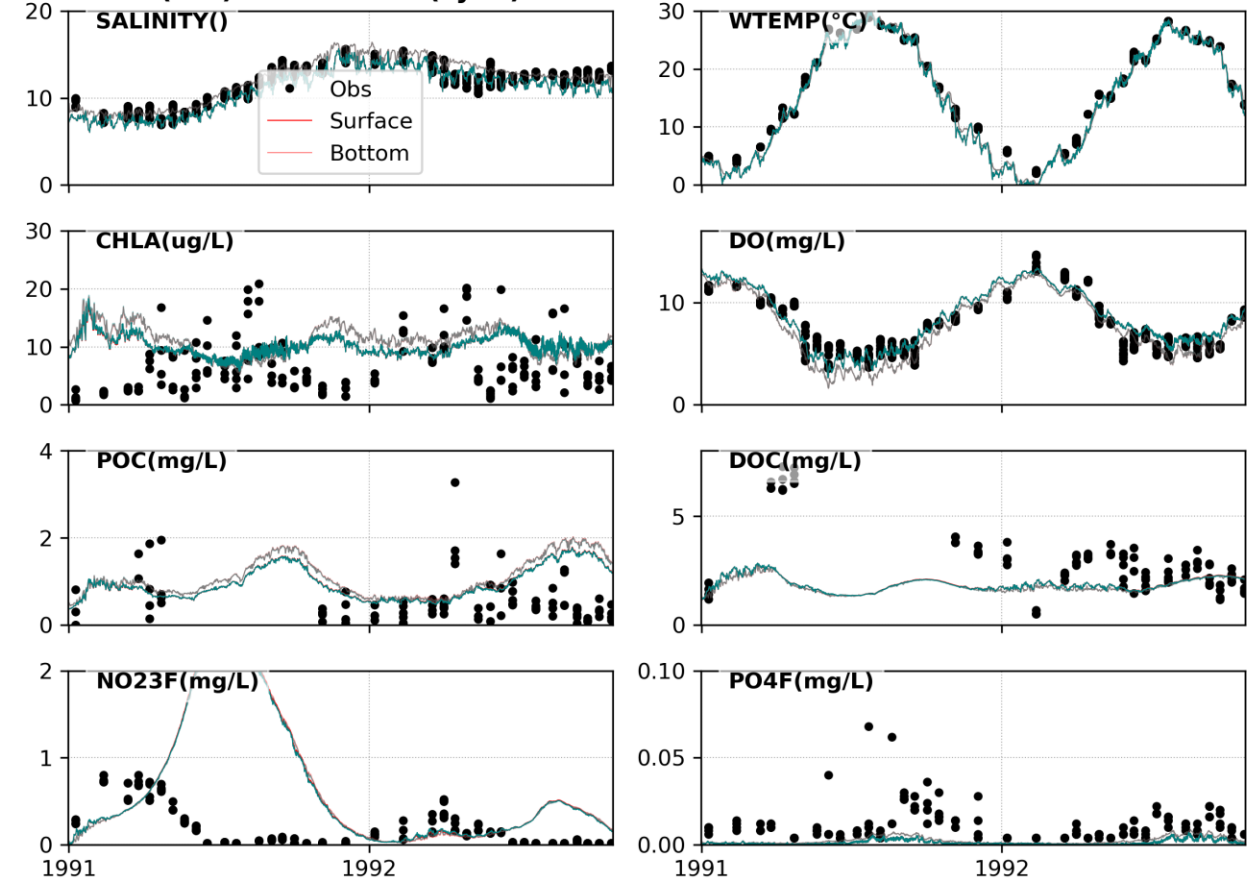 SALINITY()
20
10
0
Obs
Surface
Bottom
WTEMP(°C)
30
20
10
0
CHLA(ug/L)
30
20
10
0
DO(mg/L)
10
0
POC(mg/L)
4
2
0
DOC(mg/L)
5
0
NO23F(mg/L)
2
1
0
1991
1992
PO4F(mg/L)
0.10
0.05
0.00
1991
1992